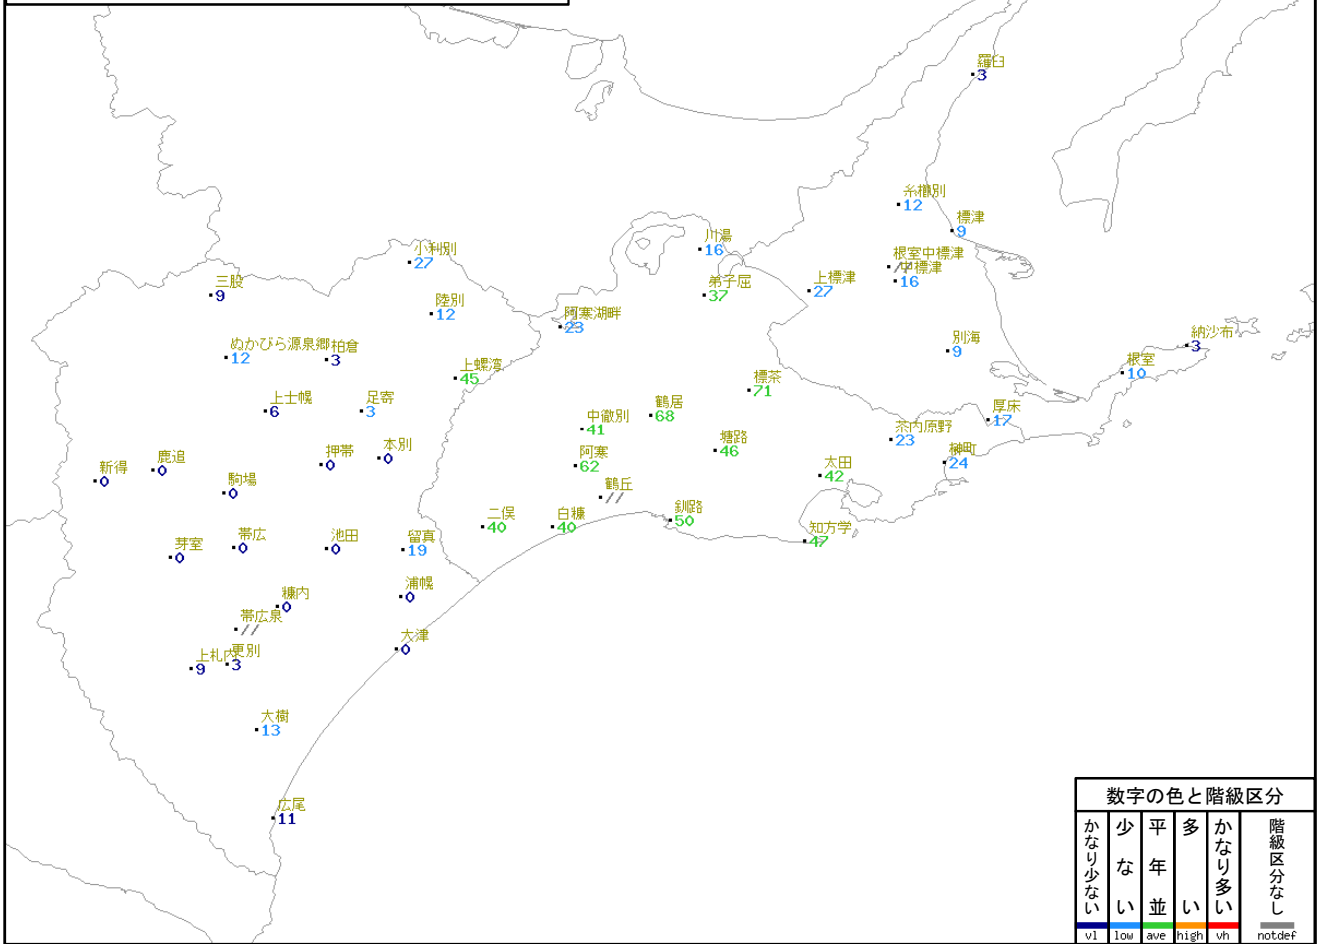 羅臼
3
糸櫛別
12
標津
9
川湯
16
根室中標津
//
中標津
16
小利別
27
三股
9
弟子屈
37
上標津
27
陸別
12
阿寒湖畔
23
納沙布
3
ぬかびら源泉郷
12
柏倉
3
別海
9
根室
10
上螺湾
45
標茶
71
上士幌
6
足寄
3
鶴居
68
厚床
17
中徹別
41
茶内原野
23
塘路
46
榊町
24
本別
0
押帯
0
鹿追
0
新得
0
阿寒
62
太田
42
駒場
0
鶴丘
//
二俣
40
白糠
40
釧路
50
知方学
47
芽室
0
帯広
0
池田
0
留真
19
浦幌
0
糠内
0
帯広泉
//
大津
0
上札内
9
更別
3
大樹
13
広尾
11
数字の色と階級区分
かなり少ない
少ない
平年並
多い
かなり多い
階級区分なし
vl
low
ave
high
vh
notdef